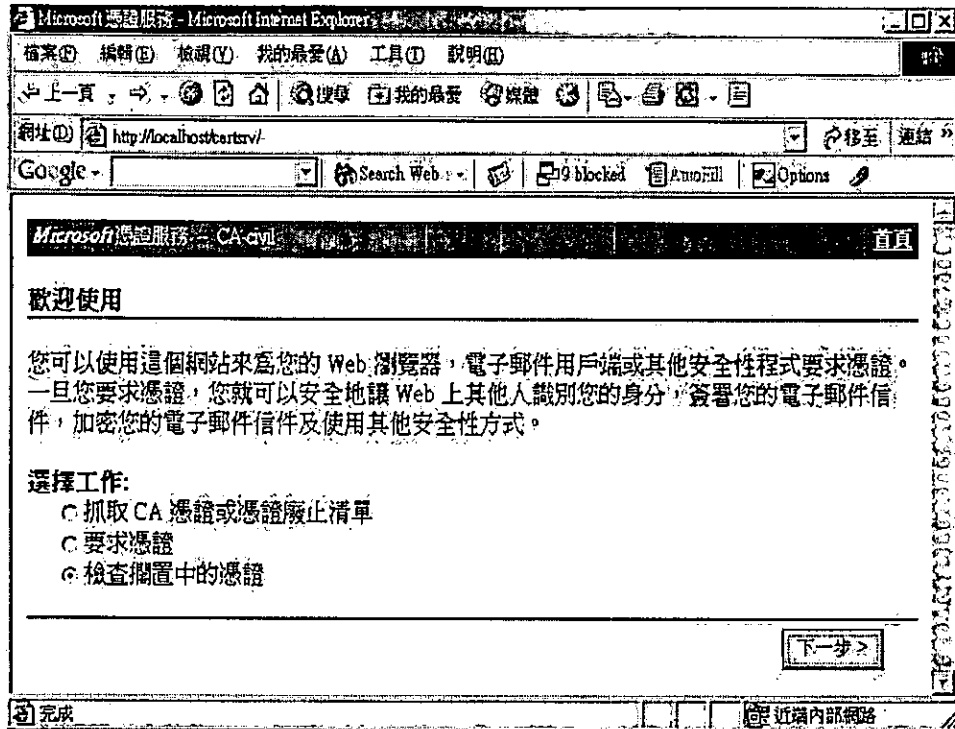 Microsoft 憑證服務 - Microsoft Internet Explorer
檔案(F) 編輯(E) 檢視(V) 我的最愛(A) 工具(T) 說明(H)
上一頁 搜尋 我的最愛 媒體
網址(D) http://localhost/certsrv/ 移至 連結 »
Google Search Web 9 blocked AutoFill Options
Microsoft 憑證服務 -- CA-civil 首頁
歡迎使用
您可以使用這個網站來為您的 Web 瀏覽器，電子郵件用戶端或其他安全性程式要求憑證。
一旦您要求憑證，您就可以安全地讓 Web 上其他人識別您的身分，簽署您的電子郵件信
件，加密您的電子郵件信件及使用其他安全性方式。
選擇工作:
抓取 CA 憑證或憑證廢止清單
要求憑證
檢查擱置中的憑證
下一步 >
完成 近端內部網路